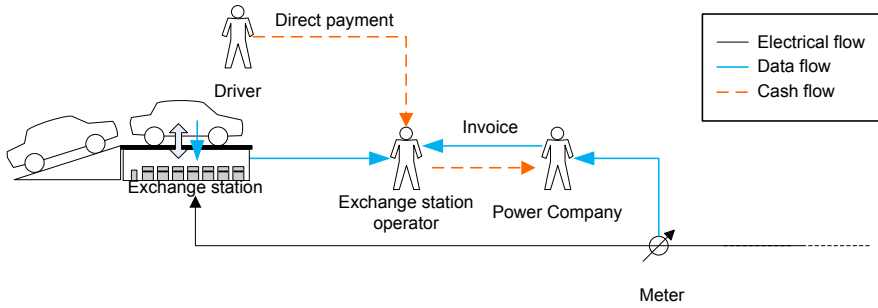 Direct payment
Driver
Electrical flow
Data flow
Cash flow
Invoice
Exchange station
Exchange station
operator
Power Company
Meter